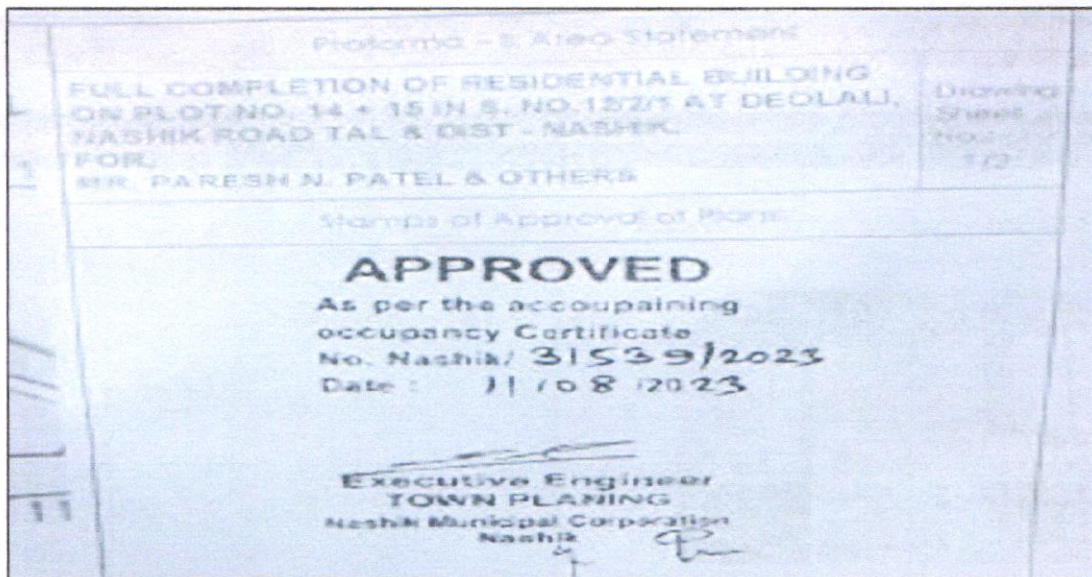 Proforma - I: Area Statement
FULL COMPLETION OF RESIDENTIAL BUILDING
ON PLOT NO. 14 + 15 IN S. NO. AT DEOLALI,
NASHIK ROAD TAL & DIST - NASHIK.
FOR.
MR. PARESH N. PATEL & OTHERS
Drawing
Sheet
No.:-
1/2
Stamps of Approval of Plans
APPROVED
As per the accoupaining
occupancy Certificate
No. Nashik/ 31539/2023
Date : 11/08/2023
Executive Engineer
TOWN PLANING
Nashik Municipal Corporation
Nashik